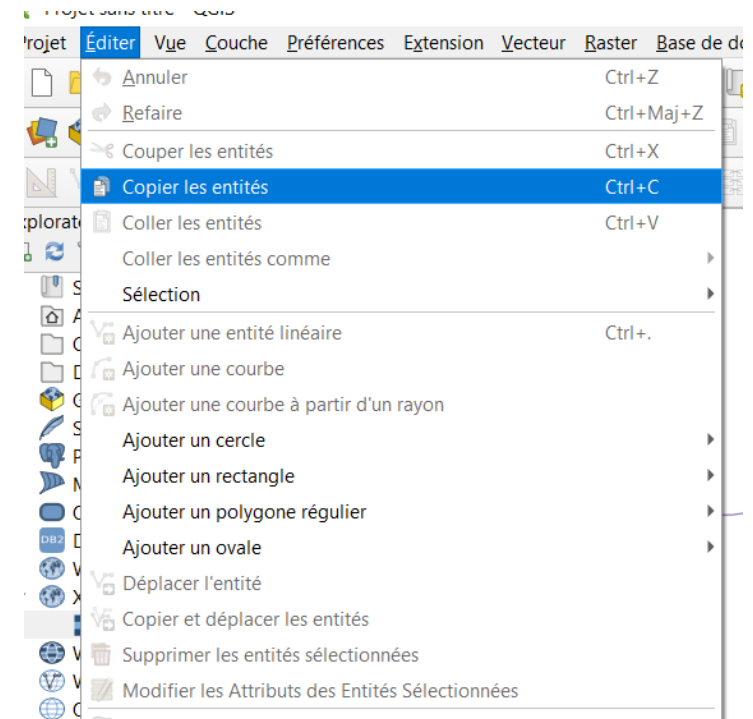 Projet sans titre - QGIS
Projet Éditer Vue Couche Préférences Extension Vecteur Raster Base de do
Annuler Ctrl+Z
Refaire Ctrl+Maj+Z
Couper les entités Ctrl+X
Copier les entités Ctrl+C
Coller les entités Ctrl+V
Coller les entités comme
Sélection
Ajouter une entité linéaire Ctrl+.
Ajouter une courbe
Ajouter une courbe à partir d'un rayon
Ajouter un cercle
Ajouter un rectangle
Ajouter un polygone régulier
Ajouter un ovale
Déplacer l'entité
Copier et déplacer les entités
Supprimer les entités sélectionnées
Modifier les Attributs des Entités Sélectionnées
xplorate
DB2